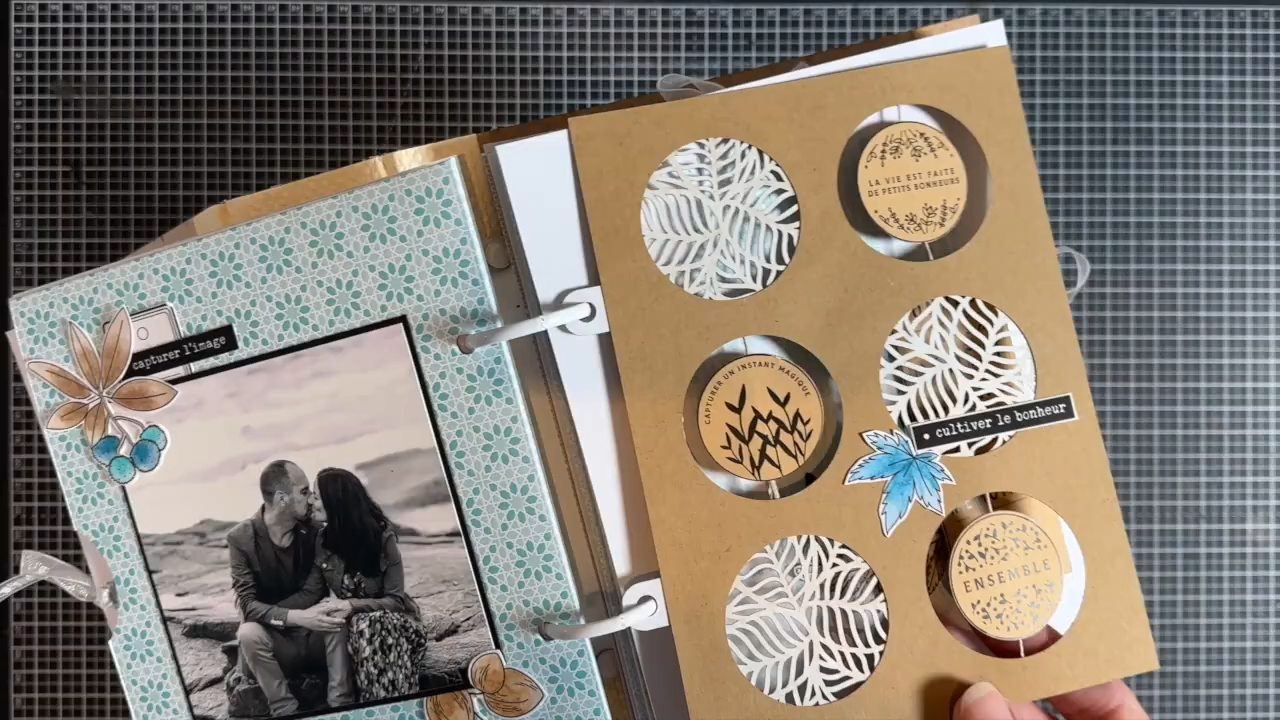 capturer l'image
LA VIE EST FAITE
DE PETITS BONHEURS
CAPTURER UN INSTANT MAGIQUE
• cultiver le bonheur
ENSEMBLE